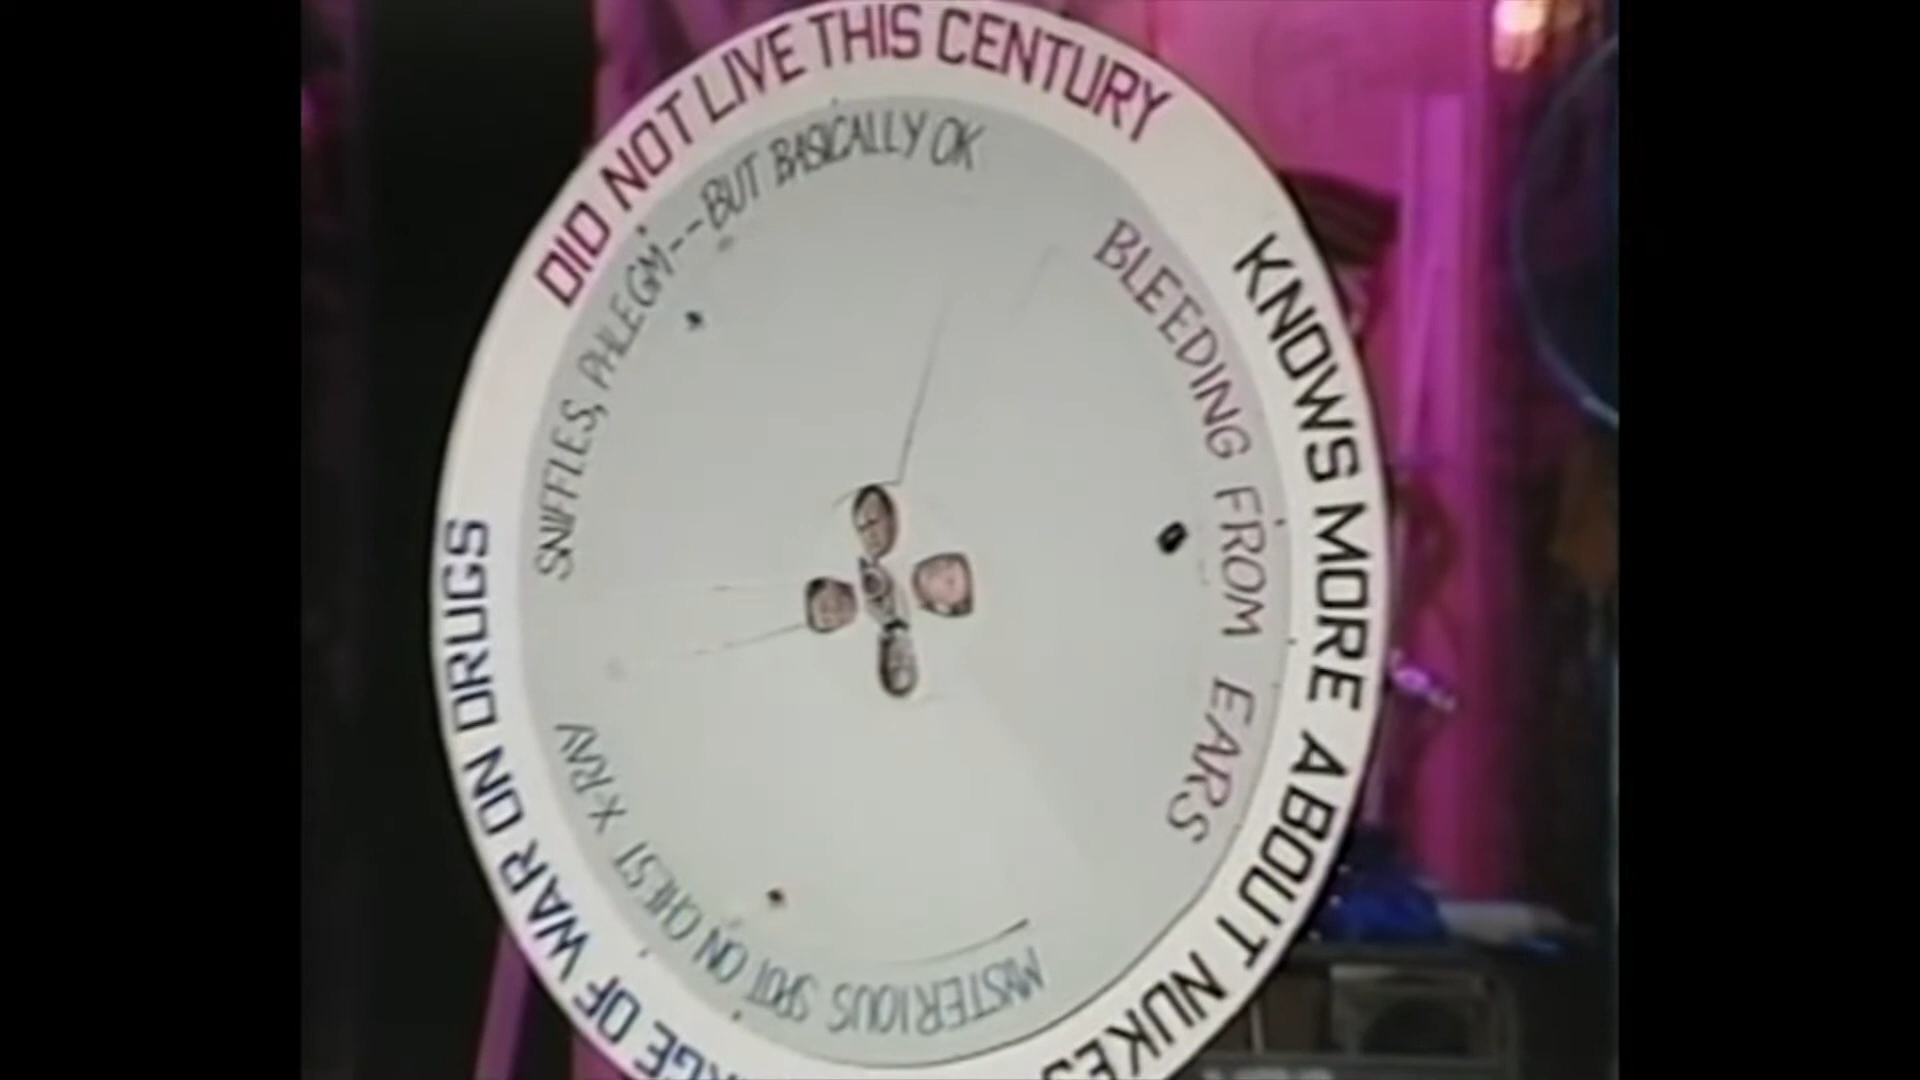 DID NOT LIVE THIS CENTURY
KNOWS MORE ABOUT NUKES
RGE OF WAR ON DRUGS
SNIFFLES, PHLEGM--BUT BASICALLY OK
BLEEDING FROM EARS
MYSTERIOUS SPOT ON CHEST X-RAY